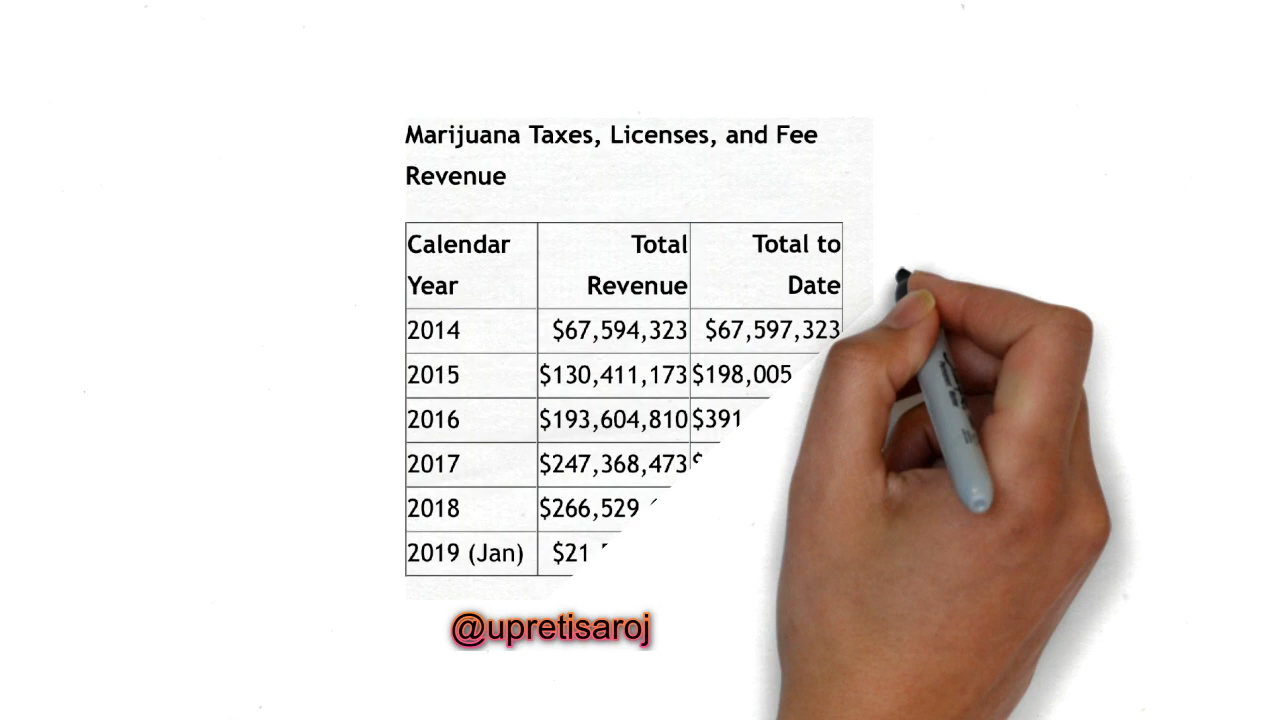 Marijuana Taxes, Licenses, and Fee
Revenue
Calendar Year Total Revenue Total to Date
2014 $67,594,323 $67,597,323
2015 $130,411,173 $198,005
2016 $193,604,810 $391
2017 $247,368,473
2018 $266,529
2019 (Jan) $21
@upretisaroj